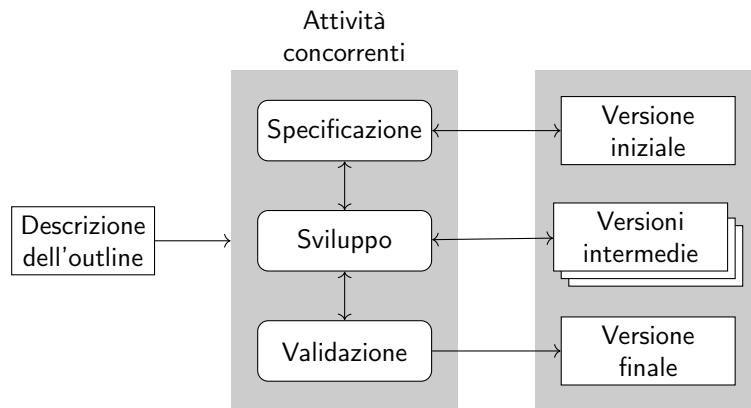 Attività
concorrenti
Specificazione
Versione
iniziale
Descrizione
dell'outline
Sviluppo
Versioni
intermedie
Validazione
Versione
finale